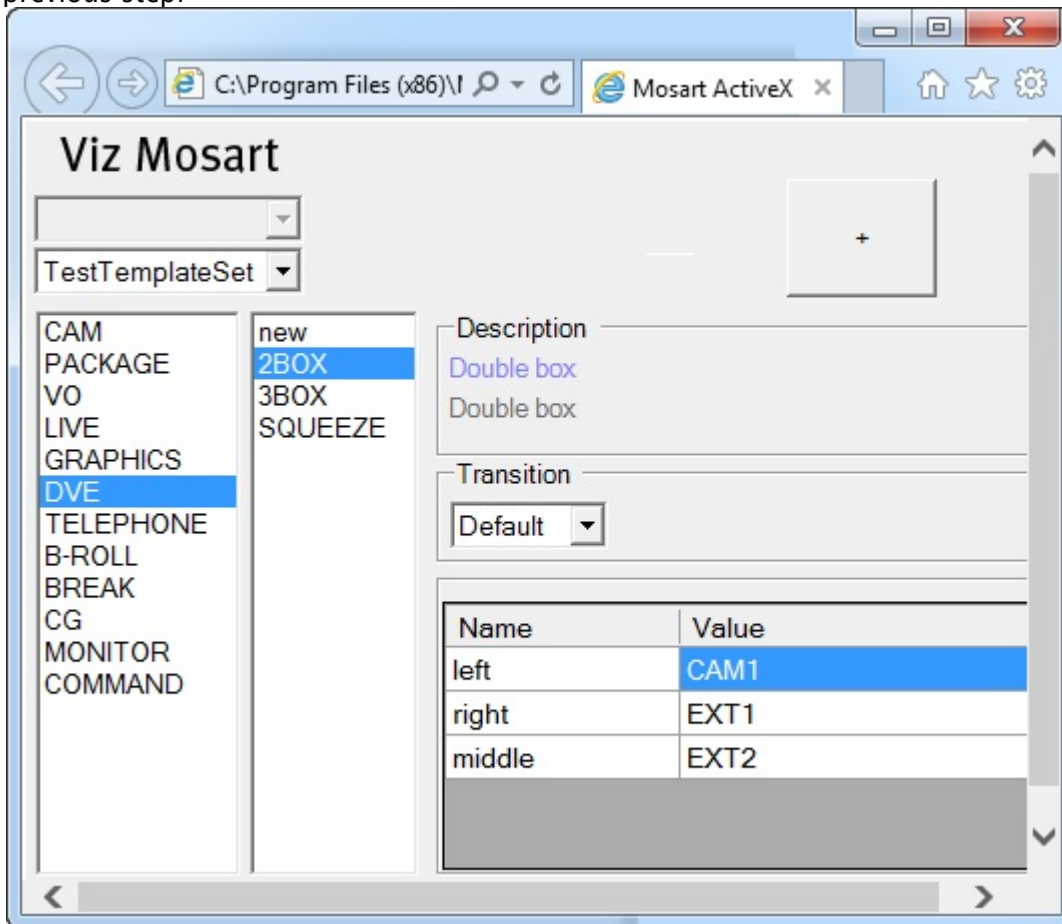 previous step.
C:\Program Files (x86)\
Mosart ActiveX
Viz Mosart
TestTemplateSet
+
CAM
PACKAGE
VO
LIVE
GRAPHICS
DVE
TELEPHONE
B-ROLL
BREAK
CG
MONITOR
COMMAND
new
2BOX
3BOX
SQUEEZE
Description
Double box
Double box
Transition
Default
Name Value
left CAM1
right EXT1
middle EXT2